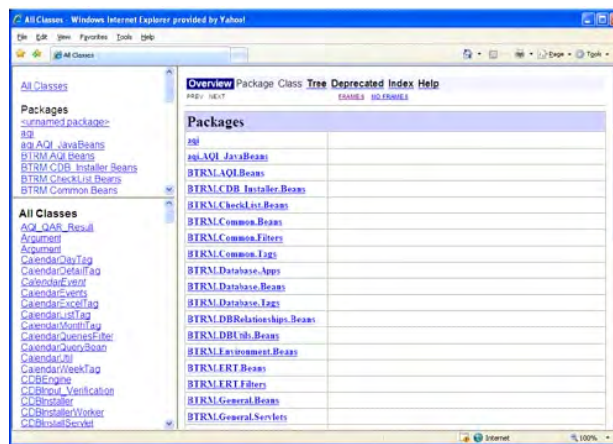 All Classes - Windows Internet Explorer provided by Yahoo!
File Edit View Favorites Tools Help
All Classes
Page
Tools
All Classes
Packages
<unnamed package>
aqi
aqi.AQI_JavaBeans
BTRM.AQI.Beans
BTRM.CDB_Installer.Beans
BTRM.CheckList.Beans
BTRM.Common.Beans
All Classes
AQI_QAR_Result
Argument
Argument
CalendarDayTag
CalendarDetailTag
CalendarEvent
CalendarEvents
CalendarExcelTag
CalendarListTag
CalendarMonthTag
CalendarQueriesFilter
CalendarQueryBean
CalendarUtil
CalendarWeekTag
CDBEngine
CDBInput_Verification
CDBInstaller
CDBInstallerWorker
CDBInstallServlet
Overview Package Class Tree Deprecated Index Help
PREV NEXT FRAMES NO FRAMES
Packages
aqi
aqi.AQI_JavaBeans
BTRM.AQI.Beans
BTRM.CDB_Installer.Beans
BTRM.CheckList.Beans
BTRM.Common.Beans
BTRM.Common.Filters
BTRM.Common.Tags
BTRM.Database.Apps
BTRM.Database.Beans
BTRM.Database.Tags
BTRM.DBRelationships.Beans
BTRM.DBUtils.Beans
BTRM.Environment.Beans
BTRM.ERT.Beans
BTRM.ERT.Filters
BTRM.General.Beans
BTRM.General.Servlets
Internet
100%